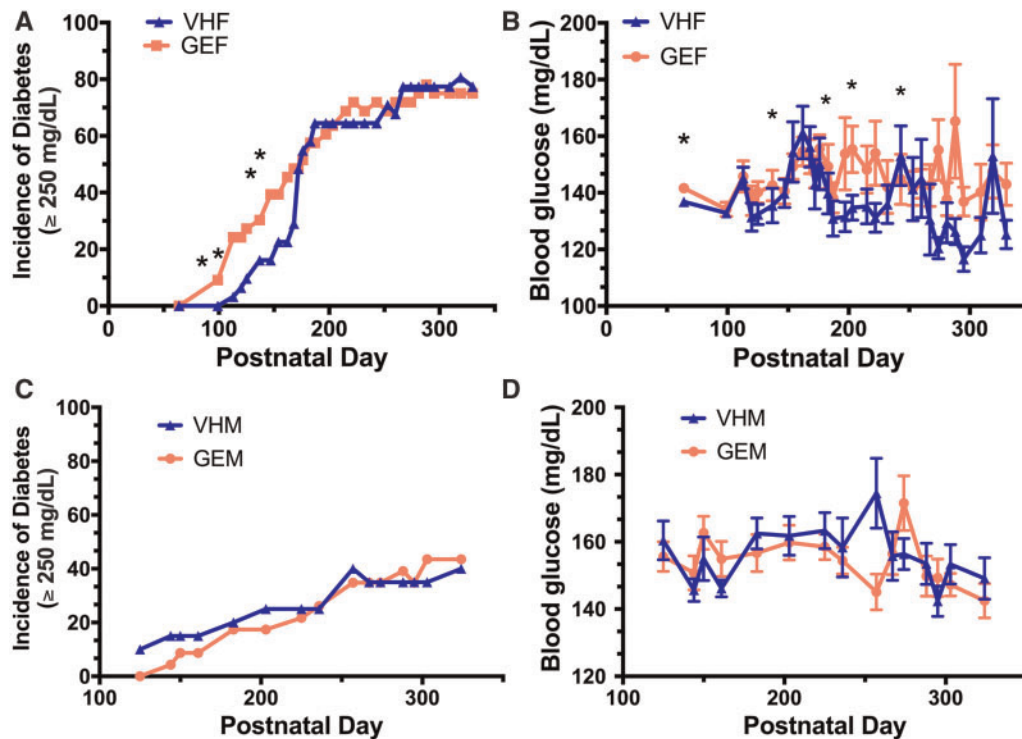 A
VHF
GEF
Incidence of Diabetes
(≥ 250 mg/dL)
100
80
60
40
20
0
*
*
*
*
0
100
200
300
Postnatal Day
B
VHF
GEF
Blood glucose (mg/dL)
200
180
160
140
120
100
*
*
*
*
*
0
100
200
300
Postnatal Day
C
VHM
GEM
Incidence of Diabetes
(≥ 250 mg/dL)
100
80
60
40
20
0
100
200
300
Postnatal Day
D
VHM
GEM
Blood glucose (mg/dL)
200
180
160
140
120
100
200
300
Postnatal Day